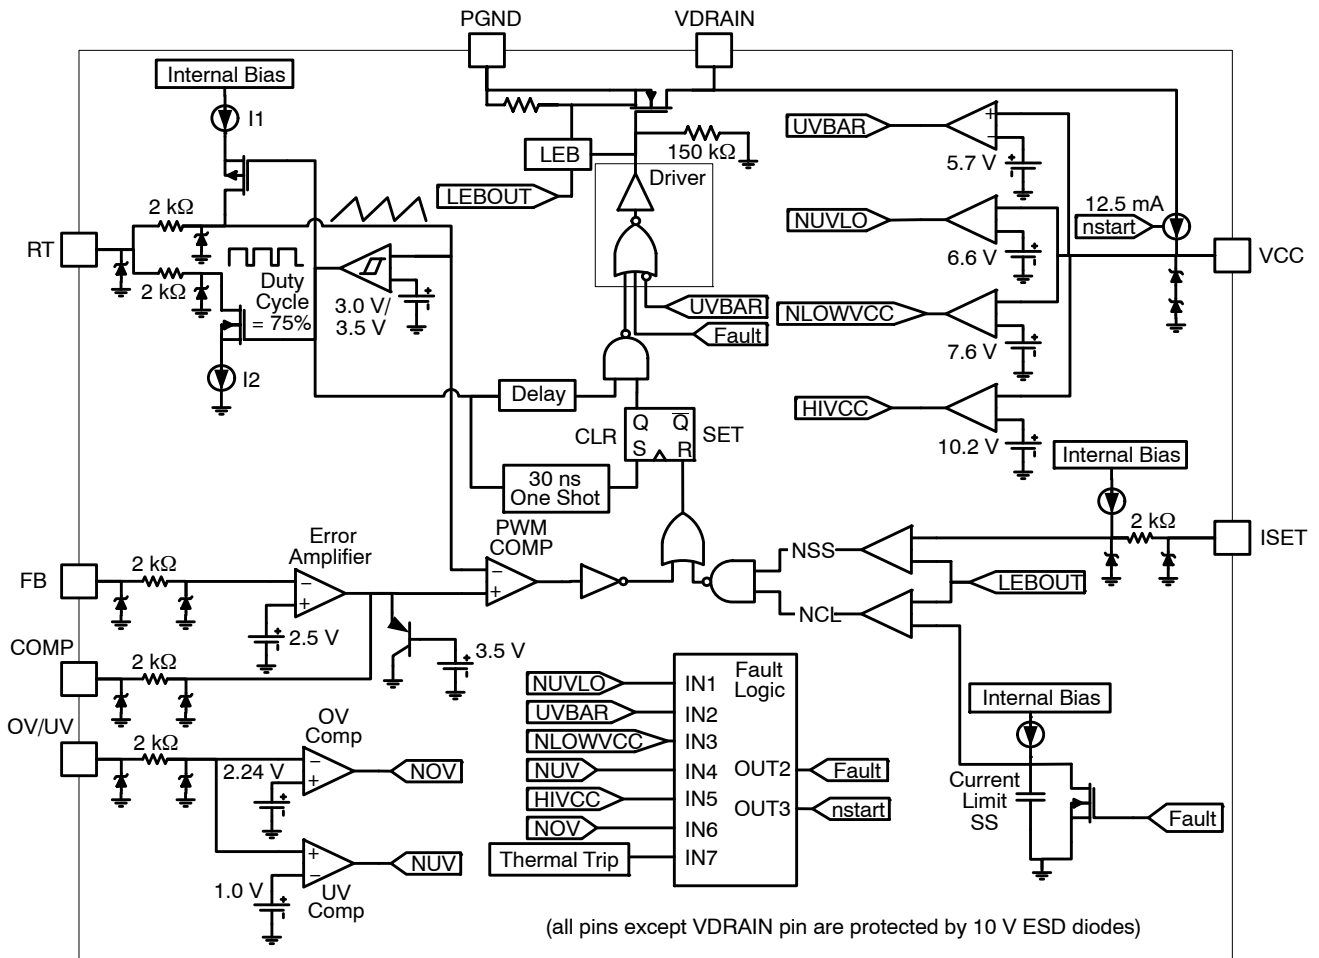 PGND
VDRAIN
Internal Bias
I1
LEB
150 kΩ
UVBAR
+
−
5.7 V
+
LEBOUT
Driver
2 kΩ
RT
NUVLO
12.5 mA
nstart
6.6 V
+
VCC
2 kΩ
Duty
Cycle
= 75%
3.0 V/
3.5 V
+
UVBAR
Fault
NLOWVCC
7.6 V
+
I2
Delay
HIVCC
10.2 V
+
CLR
Q
Q
S
R
SET
Internal Bias
30 ns
One Shot
2 kΩ
ISET
PWM
COMP
−
+
Error
Amplifier
FB
2 kΩ
−
+
+
2.5 V
NSS
LEBOUT
NCL
COMP
2 kΩ
+
3.5 V
Fault
Logic
NUVLO
IN1
UVBAR
IN2
NLOWVCC
IN3
NUV
IN4
HIVCC
IN5
NOV
IN6
Thermal Trip
IN7
OUT2
Fault
OUT3
nstart
Internal Bias
Current
Limit
SS
Fault
OV/UV
2 kΩ
OV
Comp
2.24 V
−
+
+
NOV
1.0 V
+
−
+
UV
Comp
NUV
(all pins except VDRAIN pin are protected by 10 V ESD diodes)